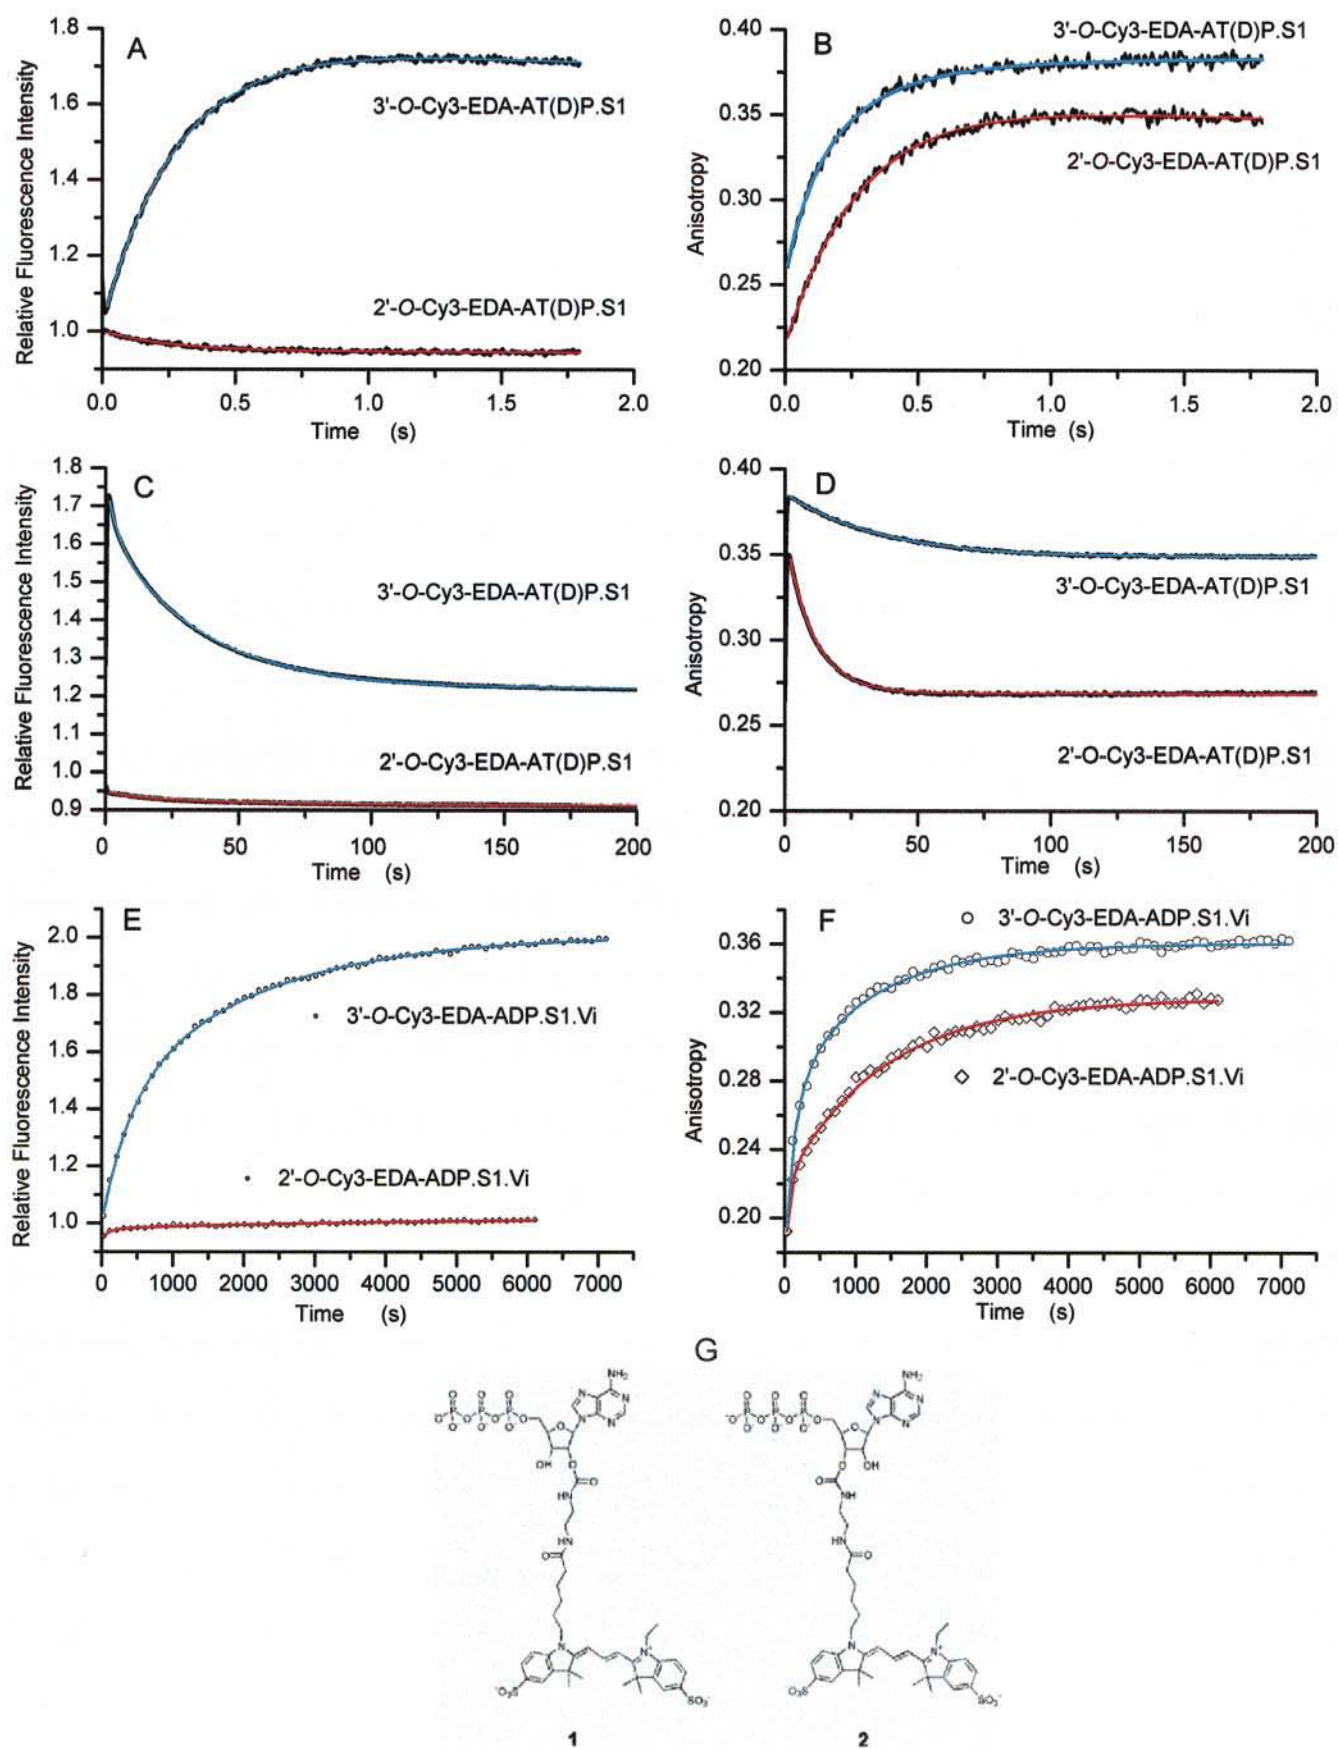 A
1.8
1.6
1.4
1.2
1.0
Relative Fluorescence Intensity
3'-O-Cy3-EDA-AT(D)P.S1
2'-O-Cy3-EDA-AT(D)P.S1
0.0 0.5 1.0 1.5 2.0
Time (s)
B
0.40
0.35
0.30
0.25
0.20
Anisotropy
3'-O-Cy3-EDA-AT(D)P.S1
2'-O-Cy3-EDA-AT(D)P.S1
0.0 0.5 1.0 1.5 2.0
Time (s)
C
1.8
1.7
1.6
1.5
1.4
1.3
1.2
1.1
1.0
0.9
Relative Fluorescence Intensity
3'-O-Cy3-EDA-AT(D)P.S1
2'-O-Cy3-EDA-AT(D)P.S1
0 50 100 150 200
Time (s)
D
0.40
0.35
0.30
0.25
0.20
Anisotropy
3'-O-Cy3-EDA-AT(D)P.S1
2'-O-Cy3-EDA-AT(D)P.S1
0 50 100 150 200
Time (s)
E
2.0
1.8
1.6
1.4
1.2
1.0
Relative Fluorescence Intensity
3'-O-Cy3-EDA-ADP.S1.Vi
2'-O-Cy3-EDA-ADP.S1.Vi
0 1000 2000 3000 4000 5000 6000 7000
Time (s)
F
0.36
0.32
0.28
0.24
0.20
Anisotropy
3'-O-Cy3-EDA-ADP.S1.Vi
2'-O-Cy3-EDA-ADP.S1.Vi
0 1000 2000 3000 4000 5000 6000 7000
Time (s)
G
NH₂
OH
HN
HN
O
N
N⁺
⁻O₃S
SO₃⁻
1
NH₂
OH
NH
HN
O
N
N⁺
⁻O₃S
SO₃⁻
2